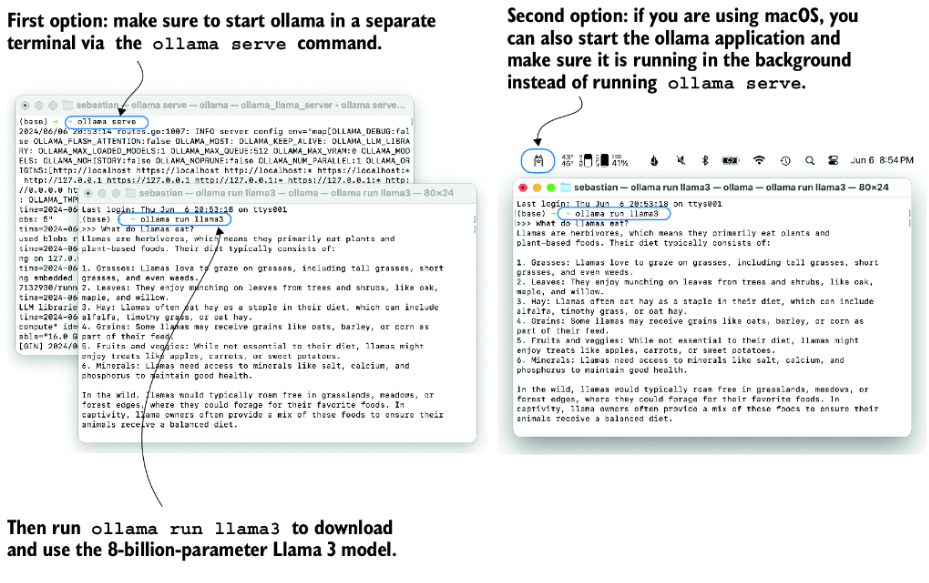 First option: make sure to start ollama in a separate
terminal via the ollama serve command.
Second option: if you are using macOS, you
can also start the ollama application and
make sure it is running in the background
instead of running ollama serve.
sebastian — ollama serve — ollama — ollama_llama_server • ollama serve...
(base) → ~ ollama serve
2024/06/06 20:53:14 routes.go:1007: INFO server config env="map[OLLAMA_DEBUG:fal
se OLLAMA_FLASH_ATTENTION:false OLLAMA_HOST: OLLAMA_KEEP_ALIVE: OLLAMA_LLM_LIBRA
RY: OLLAMA_MAX_LOADED_MODELS:1 OLLAMA_MAX_QUEUE:512 OLLAMA_MAX_VRAM:0 OLLAMA_MOD
ELS: OLLAMA_NOHISTORY:false OLLAMA_NOPRUNE:false OLLAMA_NUM_PARALLEL:1 OLLAMA_OR
IGINS:[http://localhost https://localhost http://localhost:* https://localhost:*
http://127.0.0.1 https://127.0.0.1 http://127.0.0.1:* https://127.0.0.1:* http:
//0.0.0.0
: OLLAMA_TMP
time=2024-06
obs: 5"
time=2024-06
used blobs r
time=2024-06
ng on 127.0.
time=2024-06
ng embedded
7132930/runn
time=2024-06
LLM librarie
time=2024-06
compute" id=
abls="16.0 G
[GIN] 2024/0
sebastian — ollama run llama3 — ollama — ollama run llama3 — 80×24
Last login: Thu Jun 6 20:53:18 on ttys001
(base) → ~ ollama run llama3
>>> What do Llamas eat?
Llamas are herbivores, which means they primarily eat plants and
plant-based foods. Their diet typically consists of:
1. Grasses: Llamas love to graze on grasses, including tall grasses, short
grasses, and even weeds.
2. Leaves: They enjoy munching on leaves from trees and shrubs, like oak,
maple, and willow.
3. Hay: Llamas often eat hay as a staple in their diet, which can include
alfalfa, timothy grass, or oat hay.
4. Grains: Some llamas may receive grains like oats, barley, or corn as
part of their feed.
5. Fruits and veggies: While not essential to their diet, llamas might
enjoy treats like apples, carrots, or sweet potatoes.
6. Minerals: Llamas need access to minerals like salt, calcium, and
phosphorus to maintain good health.
In the wild, llamas would typically roam free in grasslands, meadows, or
forest edges, where they could forage for their favorite foods. In
captivity, llama owners often provide a mix of these foods to ensure their
animals receive a balanced diet.
43° 46° 41% Jun 6 8:54 PM
sebastian — ollama run llama3 — ollama — ollama run llama3 — 80×24
Last login: Thu Jun 6 20:53:18 on ttys001
(base) → ~ ollama run llama3
>>> What do Llamas eat?
Llamas are herbivores, which means they primarily eat plants and
plant-based foods. Their diet typically consists of:
1. Grasses: Llamas love to graze on grasses, including tall grasses, short
grasses, and even weeds.
2. Leaves: They enjoy munching on leaves from trees and shrubs, like oak,
maple, and willow.
3. Hay: Llamas often eat hay as a staple in their diet, which can include
alfalfa, timothy grass, or oat hay.
4. Grains: Some llamas may receive grains like oats, barley, or corn as
part of their feed.
5. Fruits and veggies: While not essential to their diet, llamas might
enjoy treats like apples, carrots, or sweet potatoes.
6. Minerals: Llamas need access to minerals like salt, calcium, and
phosphorus to maintain good health.
In the wild, llamas would typically roam free in grasslands, meadows, or
forest edges, where they could forage for their favorite foods. In
captivity, llama owners often provide a mix of these foods to ensure their
animals receive a balanced diet.
Then run ollama run llama3 to download
and use the 8-billion-parameter Llama 3 model.